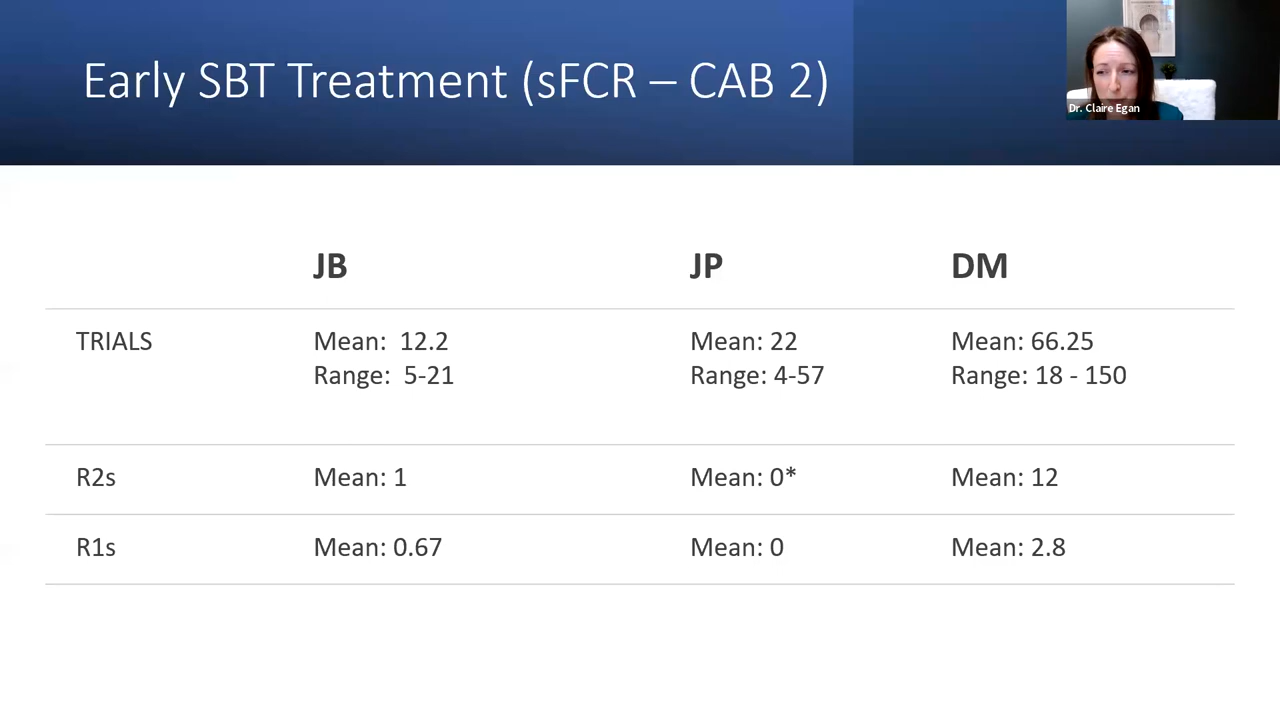 Early SBT Treatment (sFCR – CAB 2)
Dr. Claire Egan
JB JP DM
TRIALS Mean: 12.2 Mean: 22 Mean: 66.25
Range: 5-21 Range: 4-57 Range: 18 - 150
R2s Mean: 1 Mean: 0* Mean: 12
R1s Mean: 0.67 Mean: 0 Mean: 2.8